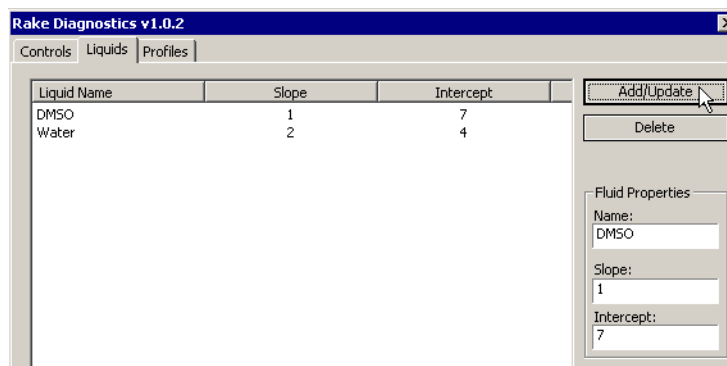 Rake Diagnostics v1.0.2
Controls Liquids Profiles
Liquid Name Slope Intercept
DMSO 1 7
Water 2 4
Add/Update
Delete
Fluid Properties
Name:
DMSO
Slope:
1
Intercept:
7